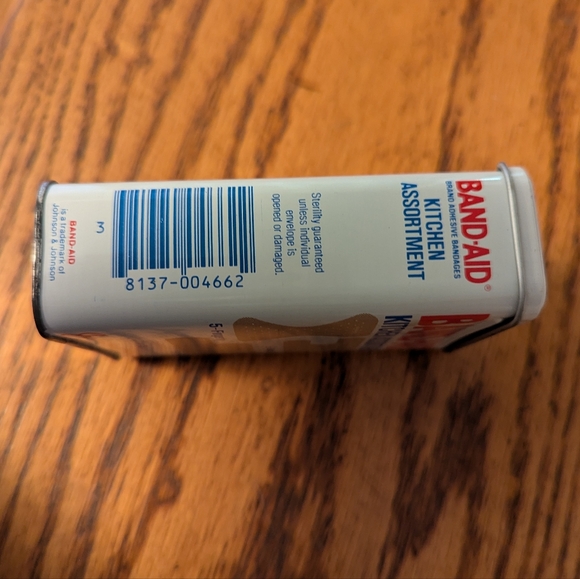 BAND-AID®
BRAND ADHESIVE BANDAGES
KITCHEN
ASSORTMENT
Sterility guaranteed
unless individual
envelope is
opened or damaged.
8137-004662
3
BAND-AID
is a trademark of
Johnson & Johnson